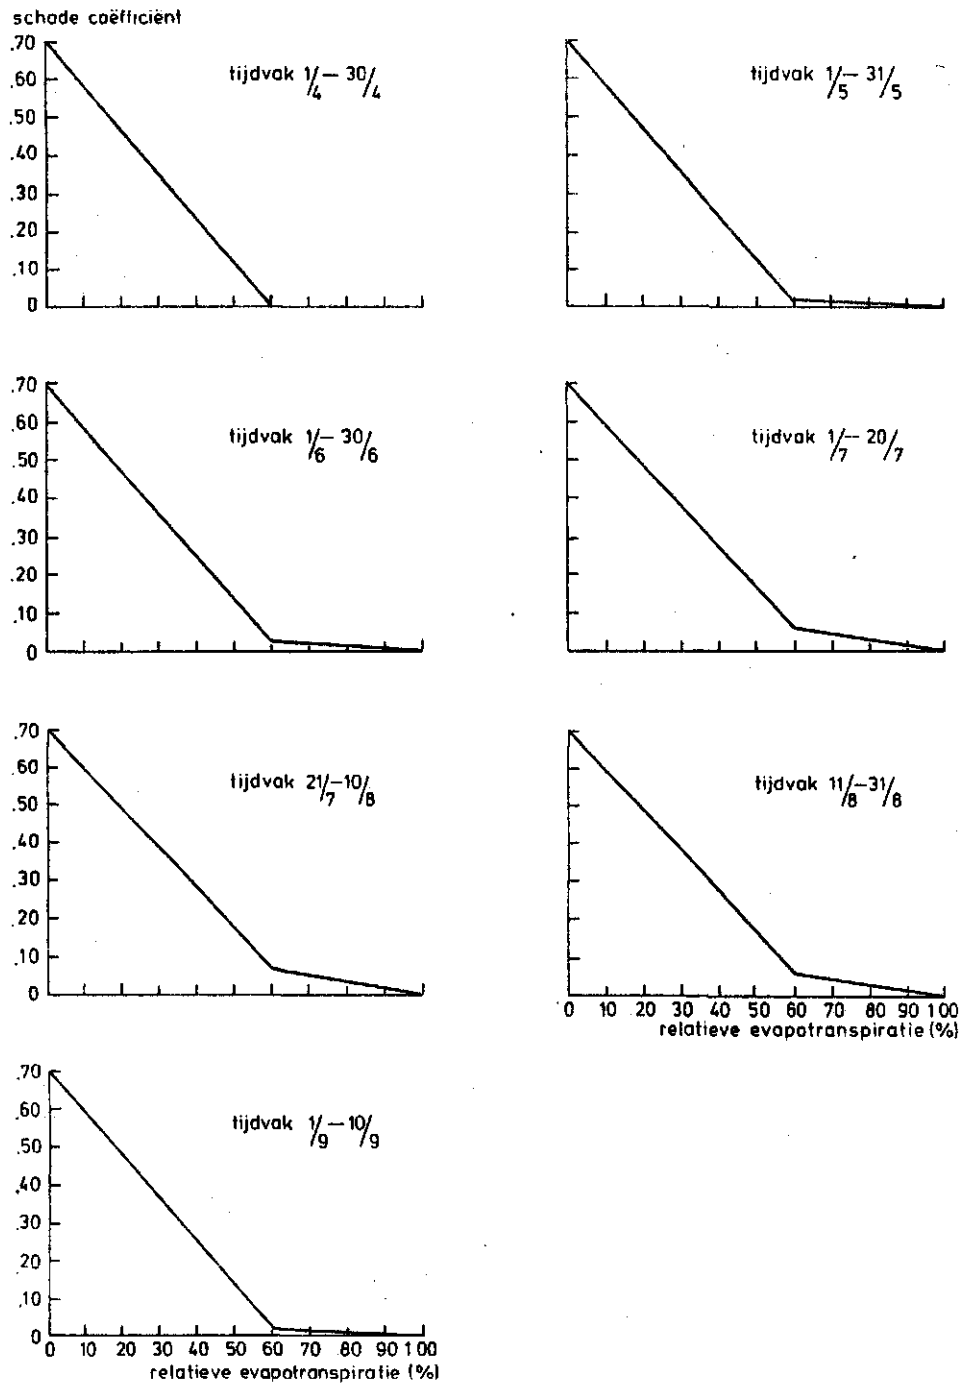 schade coëfficiënt
.70
.60
.50
.40
.30
.20
.10
0
tijdvak 1/4 – 30/4
tijdvak 1/5 – 31/5
.70
.60
.50
.40
.30
.20
.10
0
tijdvak 1/6 – 30/6
tijdvak 1/7 – 20/7
.70
.60
.50
.40
.30
.20
.10
0
tijdvak 21/7 – 10/8
tijdvak 11/8 – 31/8
0 10 20 30 40 50 60 70 80 90 100
relatieve evapotranspiratie (%)
.70
.60
.50
.40
.30
.20
.10
0
tijdvak 1/9 – 10/9
0 10 20 30 40 50 60 70 80 90 100
relatieve evapotranspiratie (%)